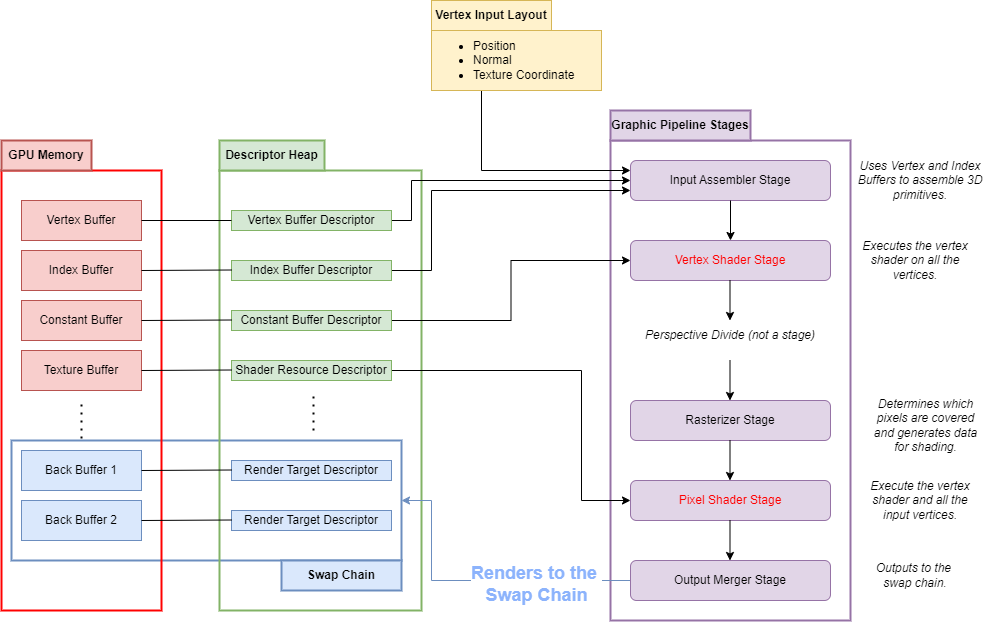 Vertex Input Layout
Position
Normal
Texture Coordinate
GPU Memory
Vertex Buffer
Index Buffer
Constant Buffer
Texture Buffer
Back Buffer 1
Back Buffer 2
Descriptor Heap
Vertex Buffer Descriptor
Index Buffer Descriptor
Constant Buffer Descriptor
Shader Resource Descriptor
Render Target Descriptor
Render Target Descriptor
Swap Chain
Renders to the
Swap Chain
Graphic Pipeline Stages
Input Assembler Stage
Uses Vertex and Index
Buffers to assemble 3D
primitives.
Vertex Shader Stage
Executes the vertex
shader on all the
vertices.
Perspective Divide (not a stage)
Rasterizer Stage
Determines which
pixels are covered
and generates data
for shading.
Pixel Shader Stage
Execute the vertex
shader and all the
input vertices.
Output Merger Stage
Outputs to the
swap chain.